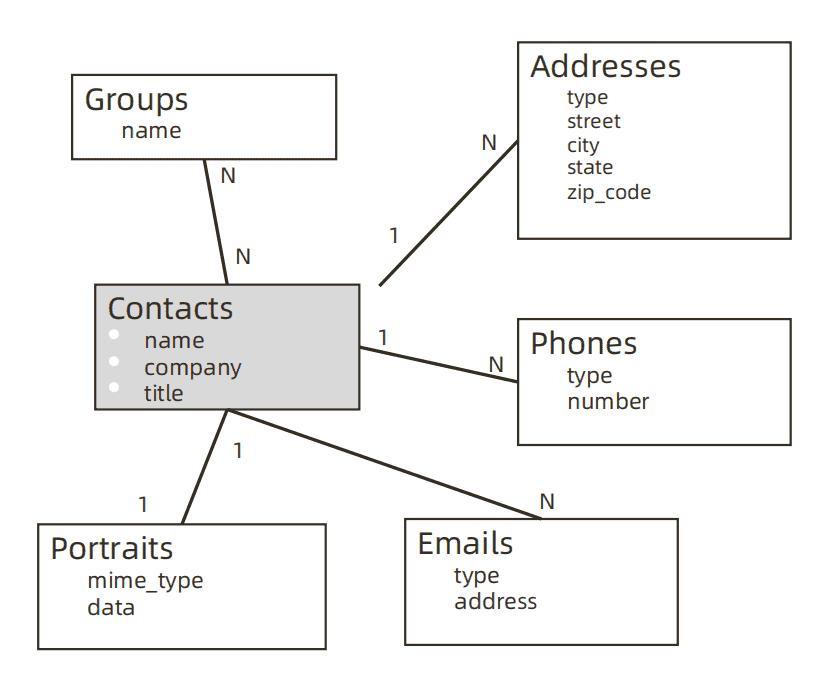 Groups
name
N
N
Addresses
type
street
city
state
zip_code
N
1
Contacts
name
company
title
1
N
Phones
type
number
1
1
N
Portraits
mime_type
data
Emails
type
address